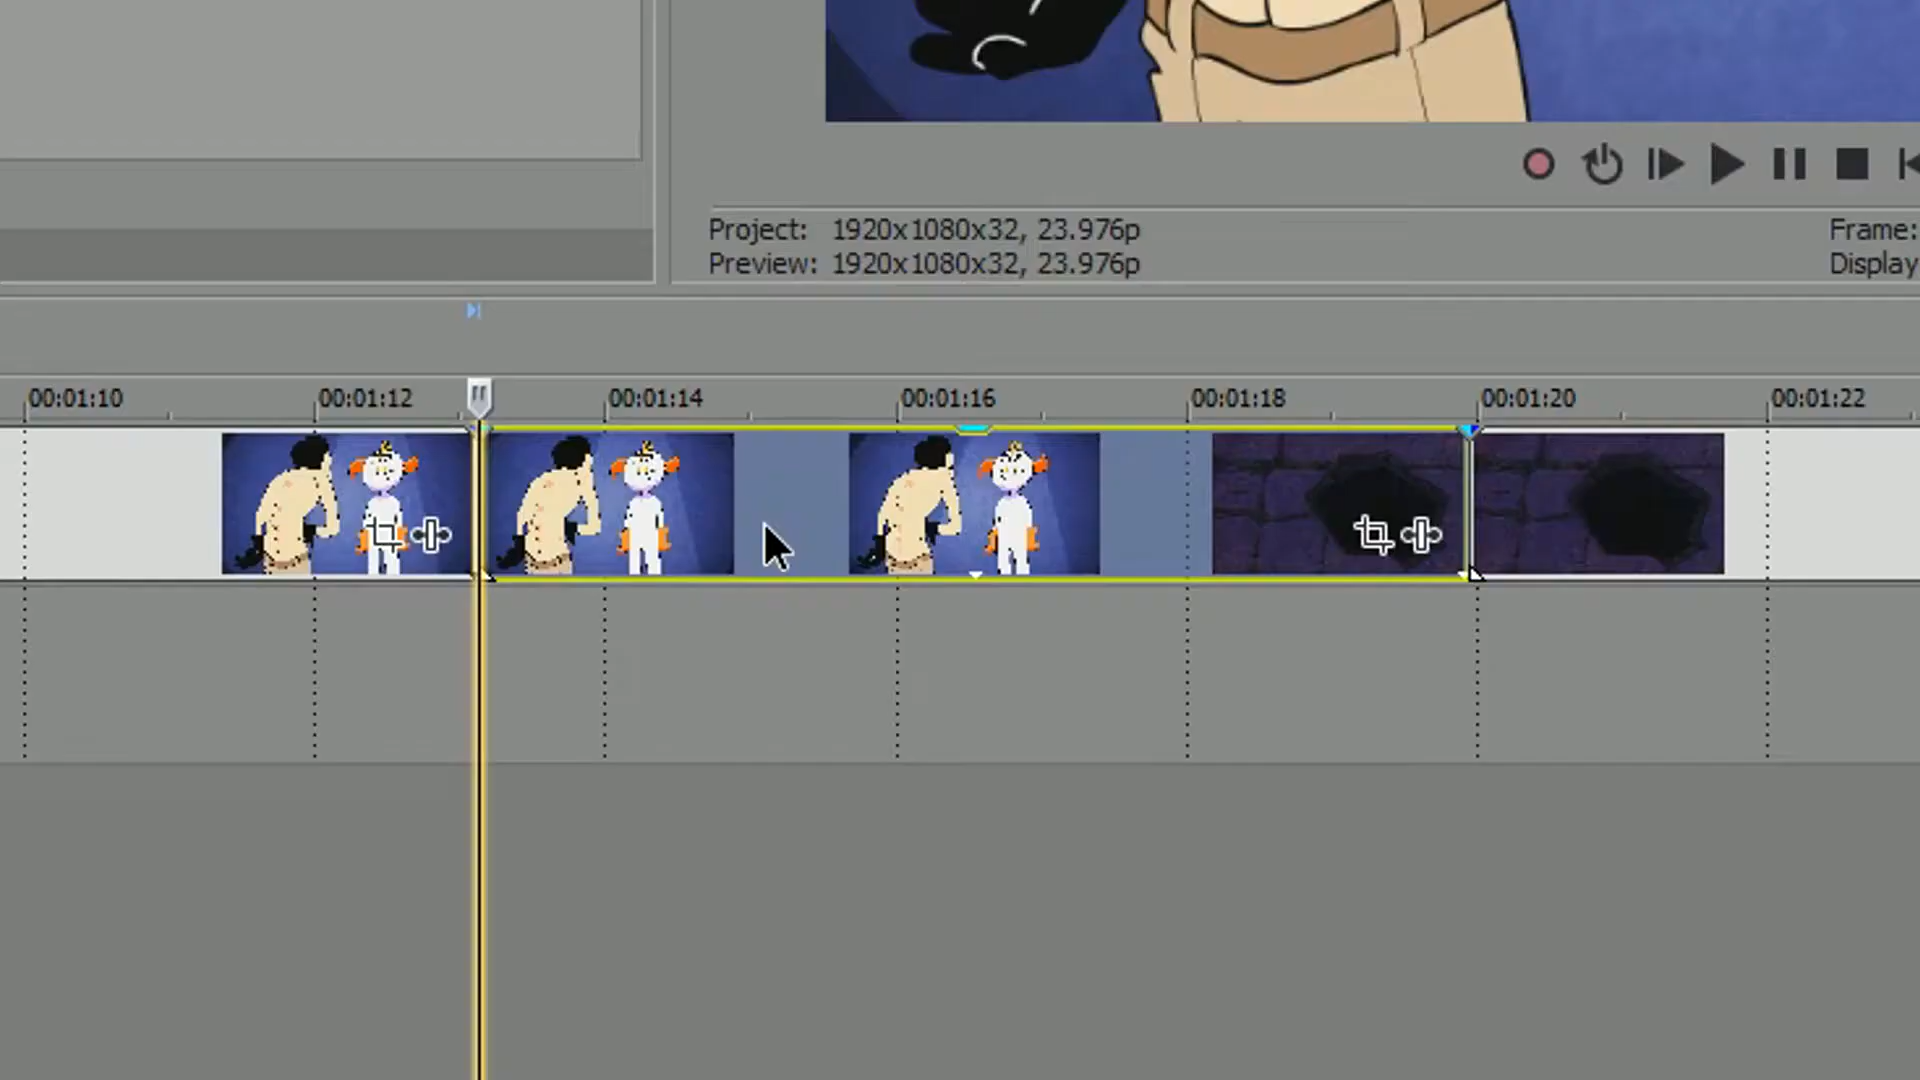 Project: 1920x1080x32, 23.976p
Frame:
Preview: 1920x1080x32, 23.976p
Display
00:01:10 00:01:12 00:01:14 00:01:16 00:01:18 00:01:20 00:01:22